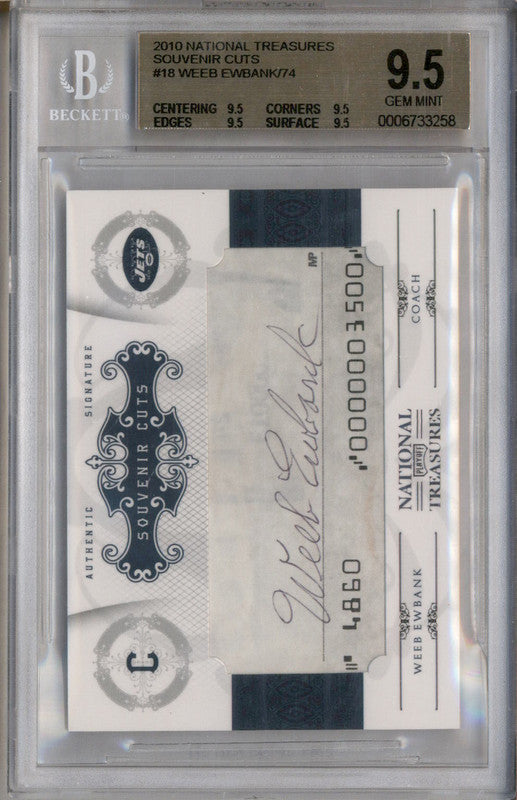 B
BECKETT®
2010 NATIONAL TREASURES
SOUVENIR CUTS
#18 WEEB EWBANK/74
CENTERING 9.5 CORNERS 9.5
EDGES 9.5 SURFACE 9.5
9.5
GEM MINT
0006733258
JETS
AUTHENTIC SIGNATURE
SOUVENIR CUTS
C
MP
Weeb Ewbank
⑈ 4860 ⑈0000003500⑈
WEEB EWBANK
COACH
PLAYOFF
NATIONAL
TREASURES